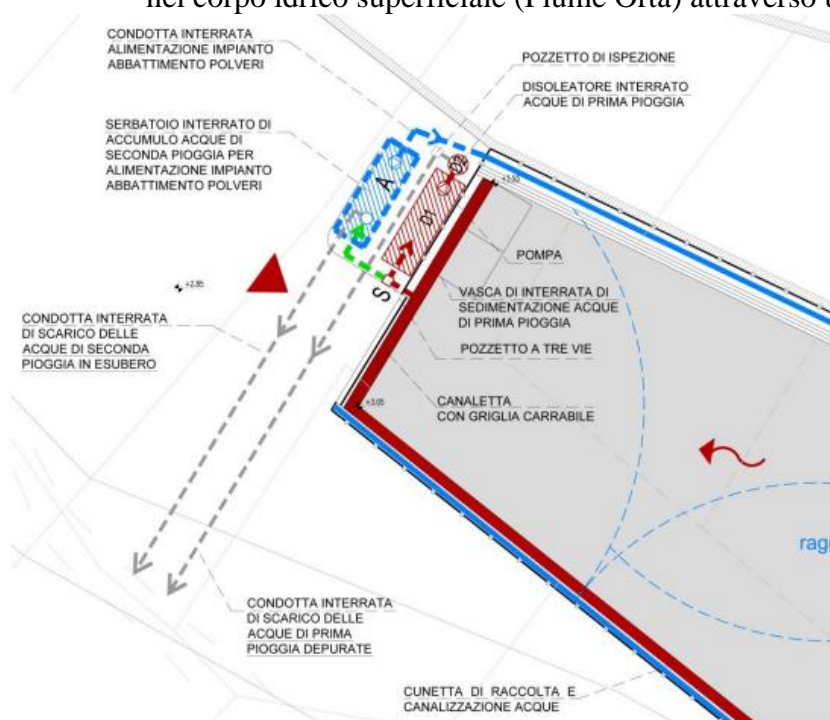 nel corpo idrico superficiale (Fiume Orta) attraverso
CONDOTTA INTERRATA
ALIMENTAZIONE IMPIANTO
ABBATTIMENTO POLVERI
POZZETTO DI ISPEZIONE
DISOLEATORE INTERRATO
ACQUE DI PRIMA PIOGGIA
SERBATOIO INTERRATO DI
ACCUMULO ACQUE DI
SECONDA PIOGGIA PER
ALIMENTAZIONE IMPIANTO
ABBATTIMENTO POLVERI
A
D1
D2
S
POMPA
VASCA DI INTERRATA DI
SEDIMENTAZIONE ACQUE
DI PRIMA PIOGGIA
POZZETTO A TRE VIE
CONDOTTA INTERRATA
DI SCARICO DELLE
ACQUE DI SECONDA
PIOGGIA IN ESUBERO
CANALETTA
CON GRIGLIA CARRABILE
+3.05
ragg
CONDOTTA INTERRATA
DI SCARICO DELLE
ACQUE DI PRIMA
PIOGGIA DEPURATE
CUNETTA DI RACCOLTA E
CANALIZZAZIONE ACQUE